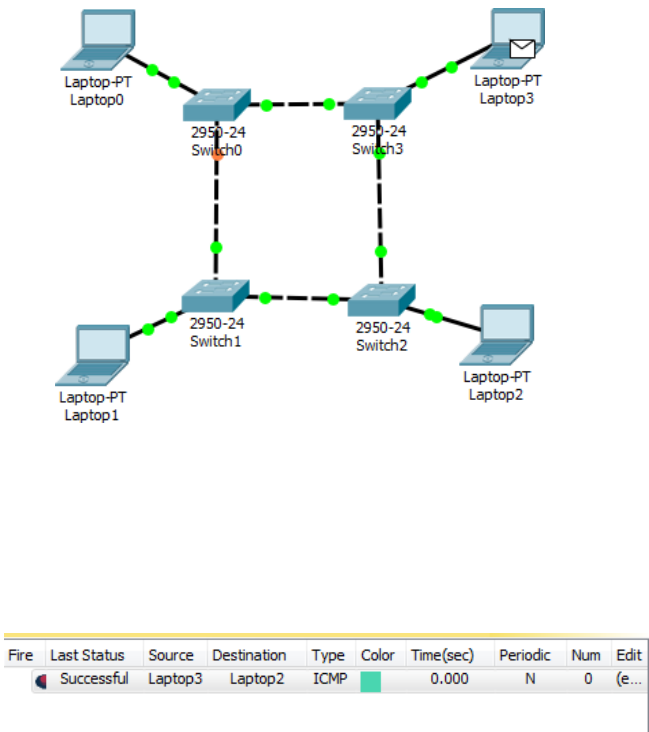 Laptop-PT
Laptop0
Laptop-PT
Laptop3
2950-24
Switch0
2950-24
Switch3
2950-24
Switch1
2950-24
Switch2
Laptop-PT
Laptop1
Laptop-PT
Laptop2
Fire Last Status Source Destination Type Color Time(sec) Periodic Num Edit
Successful Laptop3 Laptop2 ICMP 0.000 N 0 (e...